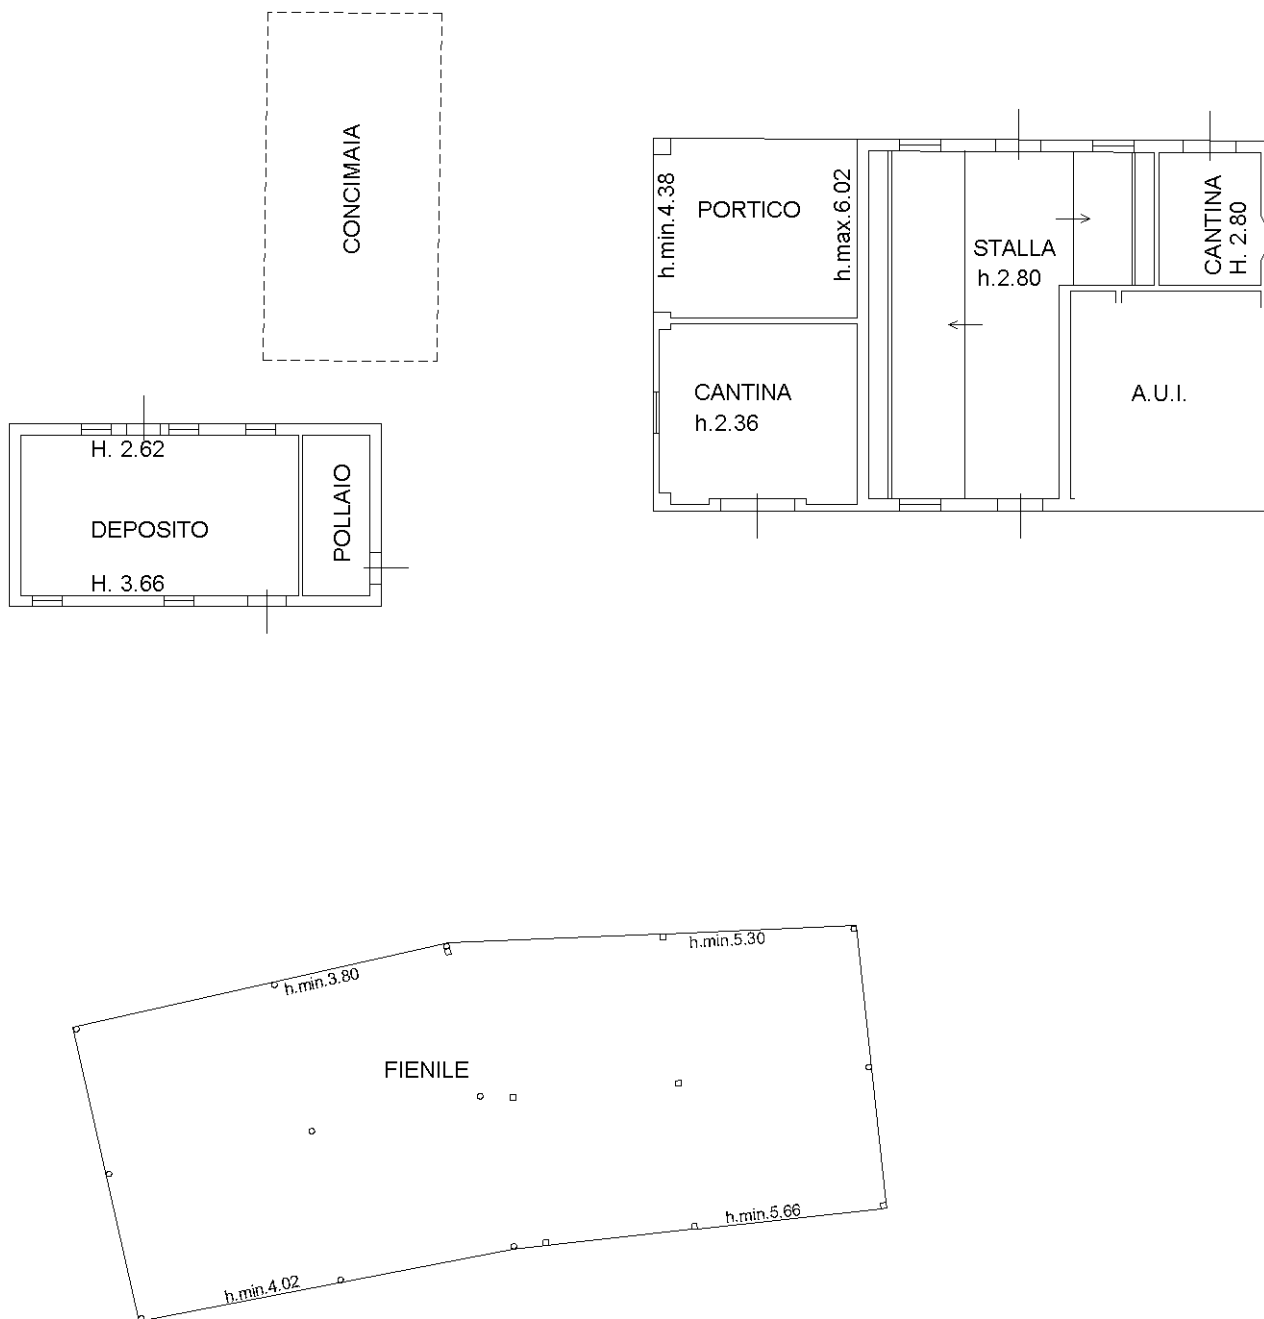 CONCIMAIA
h.min.4.38
PORTICO
h.max.6.02
STALLA
h.2.80
CANTINA
H. 2.80
CANTINA
h.2.36
A.U.I.
H. 2.62
DEPOSITO
H. 3.66
POLLAIO
h.min.3.80
h.min.5.30
FIENILE
h.min.5.66
h.min.4.02